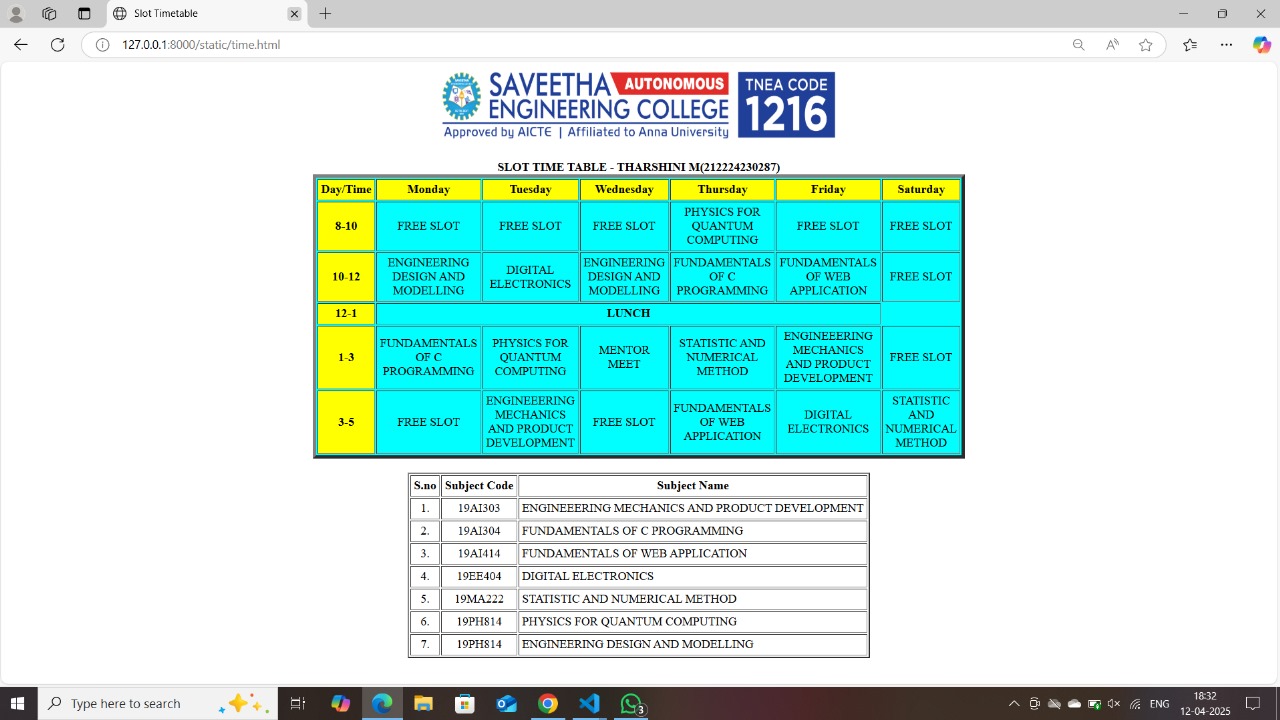 Slot Timetable
127.0.0.1:8000/static/time.html
SAVEETHA AUTONOMOUS
ENGINEERING COLLEGE
Approved by AICTE | Affiliated to Anna University
TNEA CODE
1216
SLOT TIME TABLE - THARSHINI M(212224230287)
Day/Time Monday Tuesday Wednesday Thursday Friday Saturday
8-10 FREE SLOT FREE SLOT FREE SLOT PHYSICS FOR QUANTUM COMPUTING FREE SLOT FREE SLOT
10-12 ENGINEERING DESIGN AND MODELLING DIGITAL ELECTRONICS ENGINEERING DESIGN AND MODELLING FUNDAMENTALS OF C PROGRAMMING FUNDAMENTALS OF WEB APPLICATION FREE SLOT
12-1 LUNCH
1-3 FUNDAMENTALS OF C PROGRAMMING PHYSICS FOR QUANTUM COMPUTING MENTOR MEET STATISTIC AND NUMERICAL METHOD ENGINEEERING MECHANICS AND PRODUCT DEVELOPMENT FREE SLOT
3-5 FREE SLOT ENGINEEERING MECHANICS AND PRODUCT DEVELOPMENT FREE SLOT FUNDAMENTALS OF WEB APPLICATION DIGITAL ELECTRONICS STATISTIC AND NUMERICAL METHOD
S.no Subject Code Subject Name
1. 19AI303 ENGINEEERING MECHANICS AND PRODUCT DEVELOPMENT
2. 19AI304 FUNDAMENTALS OF C PROGRAMMING
3. 19AI414 FUNDAMENTALS OF WEB APPLICATION
4. 19EE404 DIGITAL ELECTRONICS
5. 19MA222 STATISTIC AND NUMERICAL METHOD
6. 19PH814 PHYSICS FOR QUANTUM COMPUTING
7. 19PH814 ENGINEERING DESIGN AND MODELLING
Type here to search
3
ENG
18:32
12-04-2025